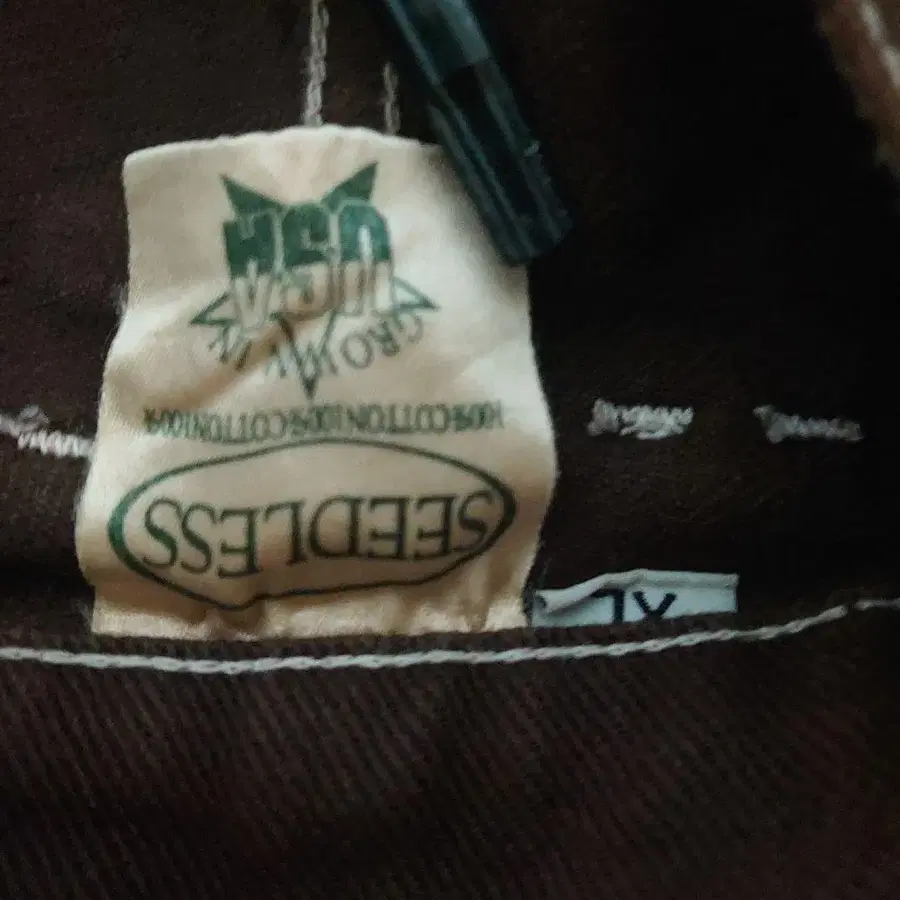 SEEDLESS
100%COTTON100%COTTON100%
GROWN IN
USA
XL